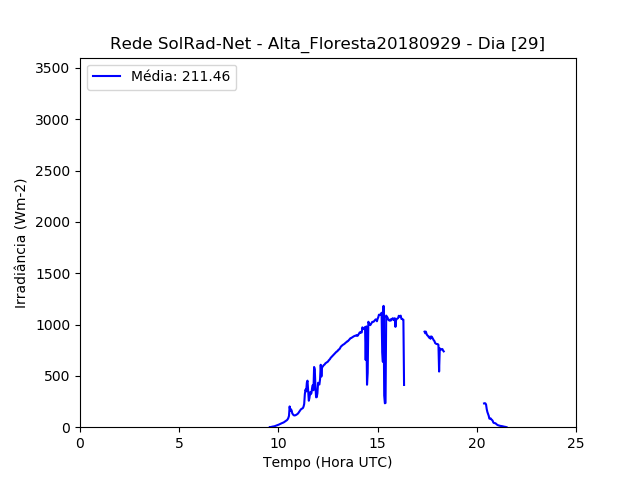 Rede SolRad-Net - Alta_Floresta20180929 - Dia [29]
Média: 211.46
3500
3000
2500
2000
1500
1000
500
0
Irradiância (Wm-2)
0 5 10 15 20 25
Tempo (Hora UTC)